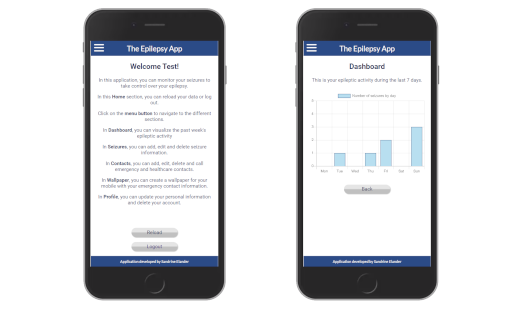 The Epilepsy App
Welcome Test!
In this application, you can monitor your seizures to
take control over your epilepsy.
In this Home section, you can reload your data or log
out.
Click on the menu button to navigate to the different
sections.
In Dashboard, you can visualize the past week's
epileptic activity
In Seizures, you can add, edit and delete seizure
information.
In Contacts, you can add, edit, delete and call
emergency and healthcare contacts.
In Wallpaper, you can create a wallpaper for your
mobile with your emergency contact information.
In Profile, you can update your personal information
and delete your account.
Reload
Logout
Application developed by Sandrine Elander
The Epilepsy App
Dashboard
This is your epileptic activity during the last 7 days:
Number of seizures by day
Mon Tue Wed Thu Fri Sat Sun
Back
Application developed by Sandrine Elander